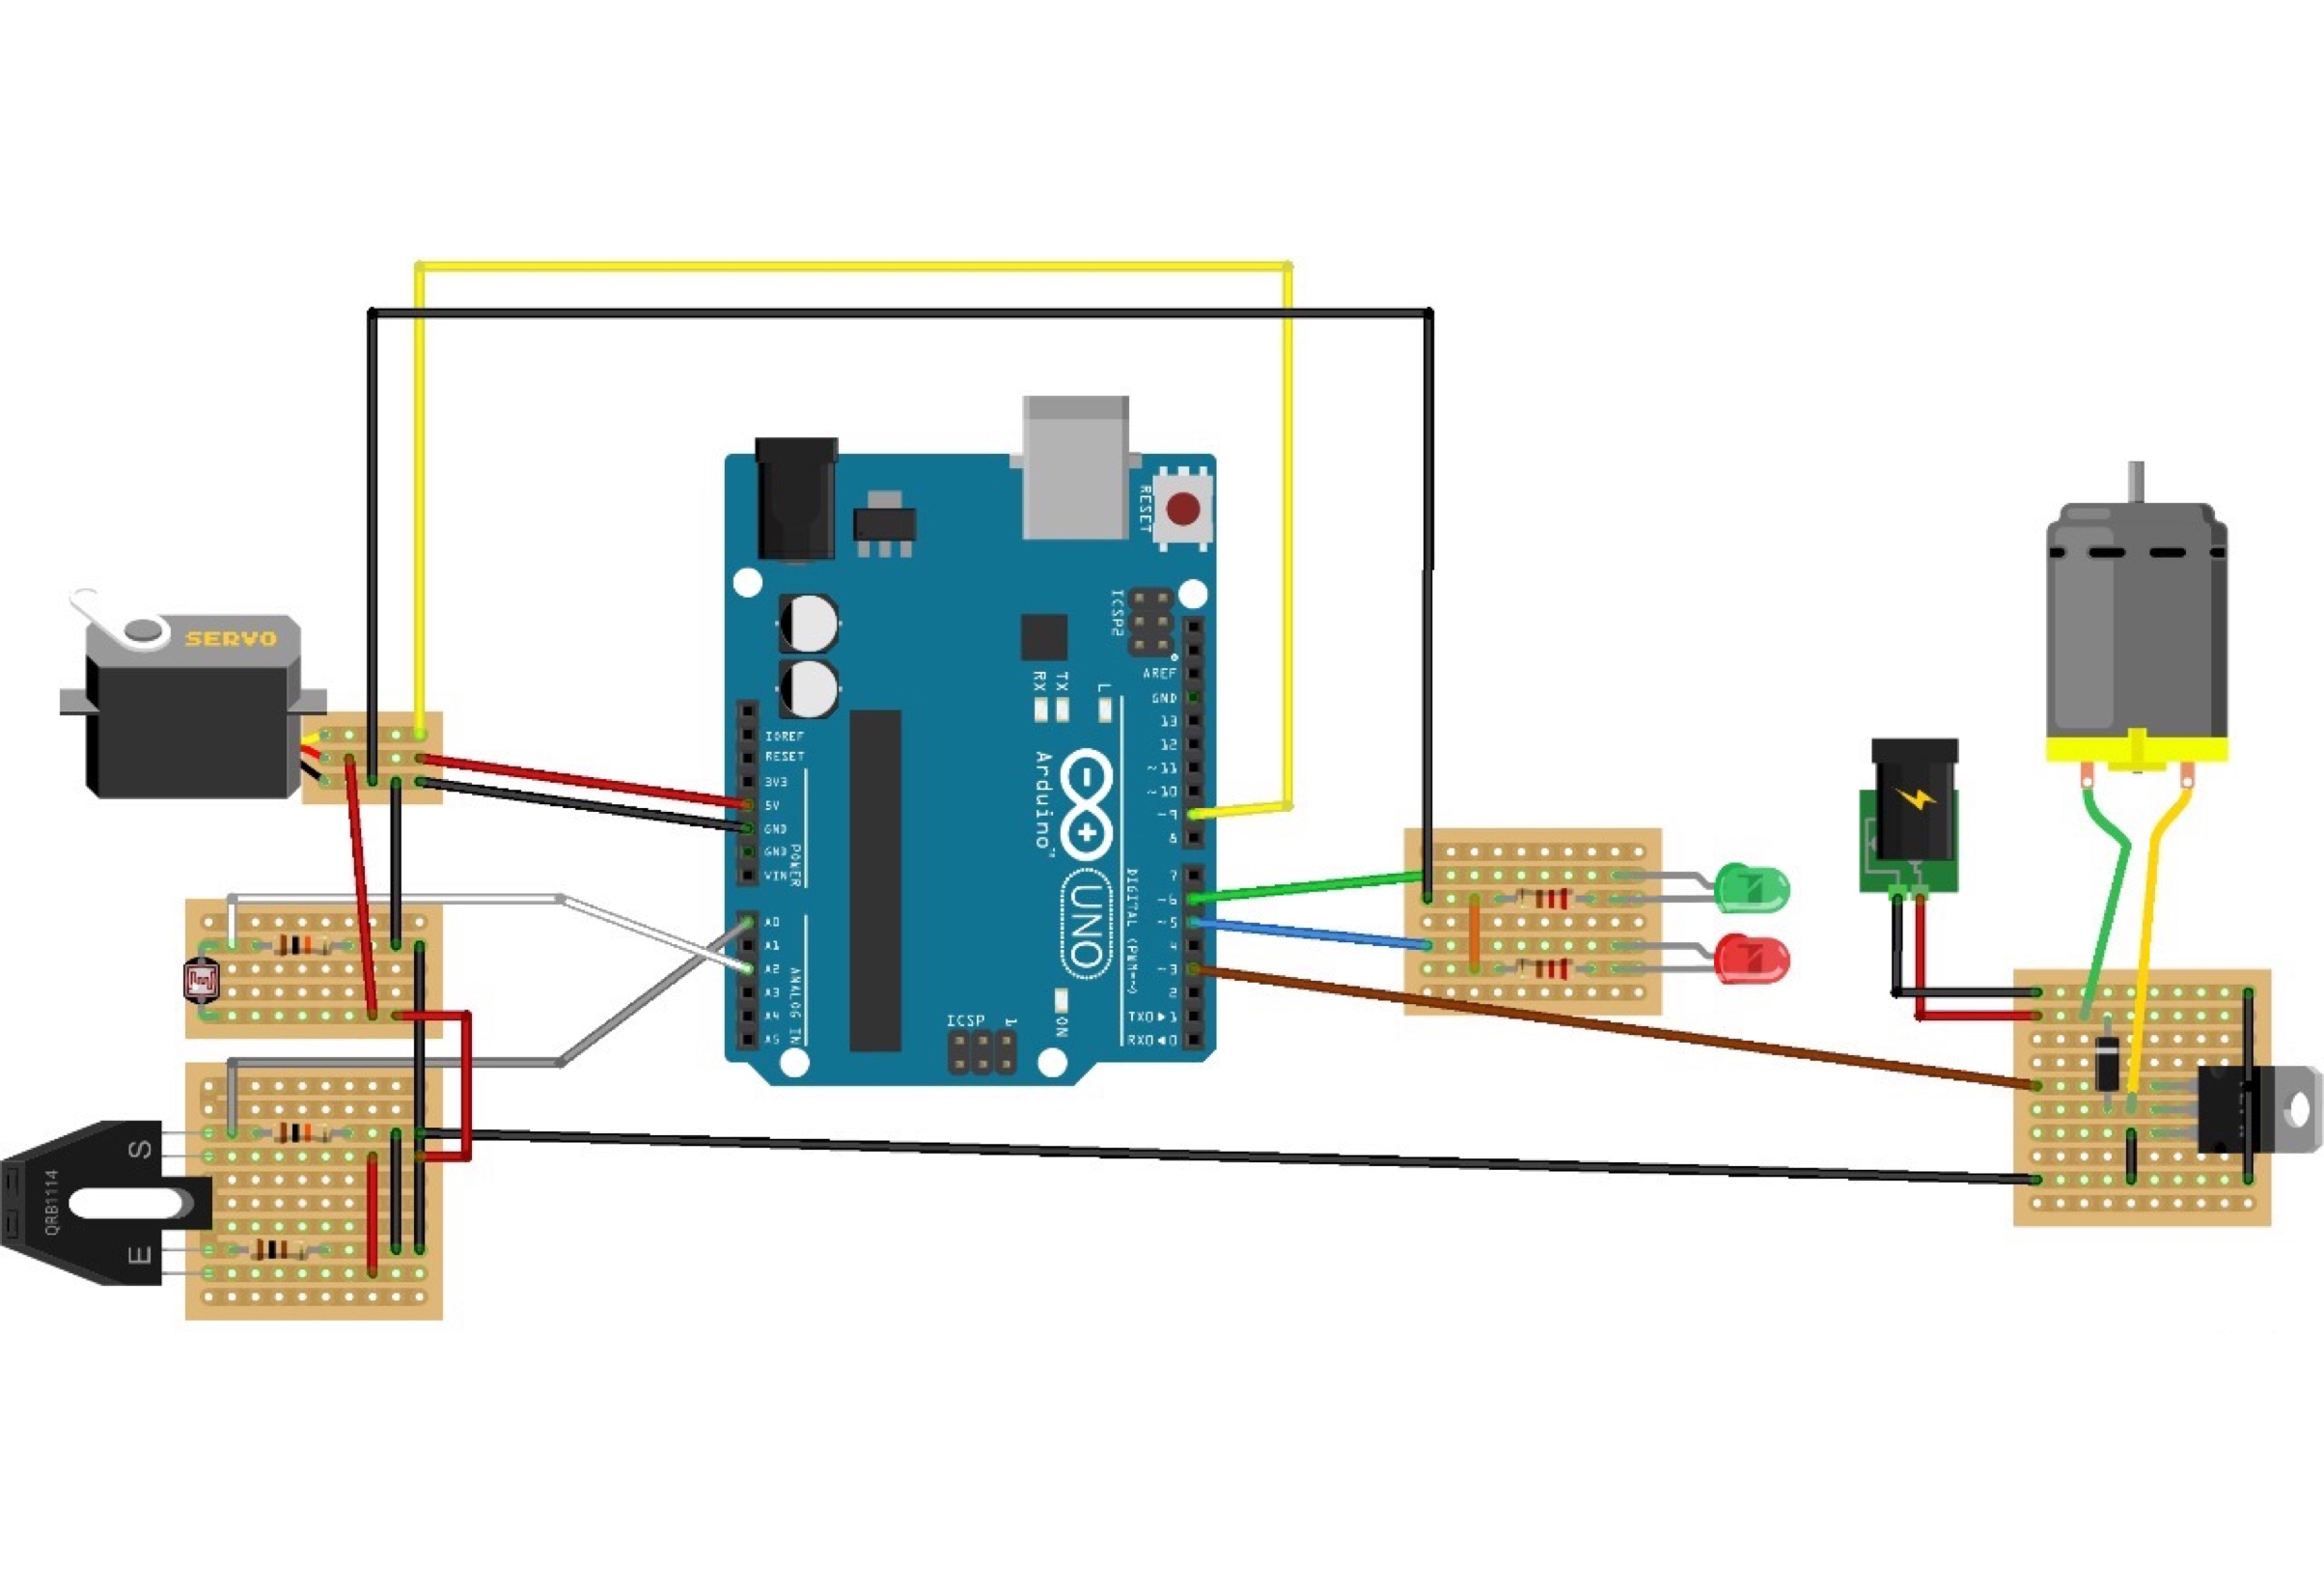 SERVO
RESET
ICSP2
IOREF
RESET
3V3
5V
GND
GND
VIN
POWER
A0
A1
A2
A3
A4
A5
ANALOG IN
RX
TX
L
Arduino™
UNO
ON
ICSP
1
AREF
GND
13
12
~11
~10
~9
8
7
~6
~5
4
~3
2
TX0▶1
RX0◀0
DIGITAL (PWM=~)
S
QRB1114
E